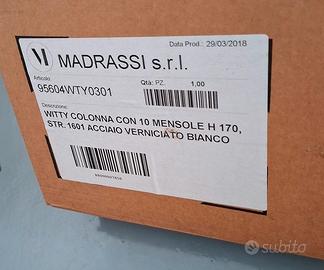 Data Prod.: 29/03/2018
MADRASSI s.r.l.
Articolo
Qtà: PZ.
95604WTY0301
1,00
Descrizione:
WITTY COLONNA CON 10 MENSOLE H 170,
STR.1601 ACCIAIO VERNICIATO BIANCO
subito